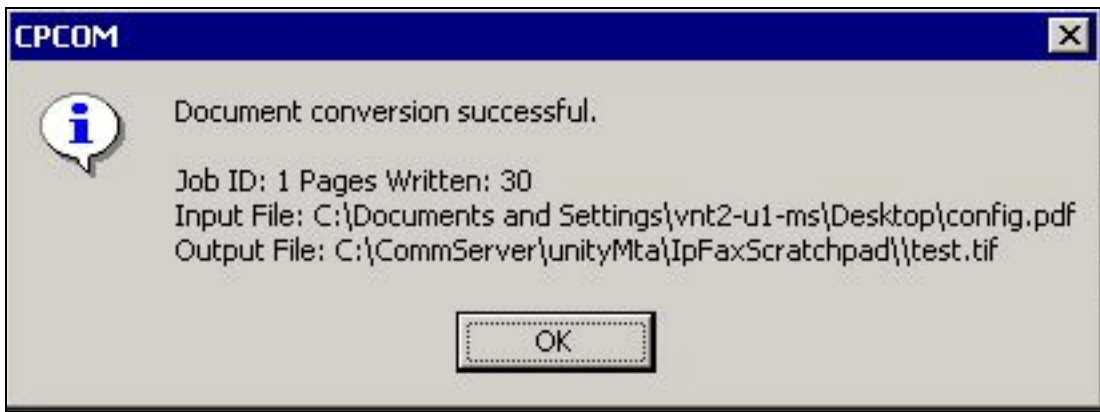 CPCOM
Document conversion successful.
Job ID: 1 Pages Written: 30
Input File: C:\Documents and Settings\vnt2-u1-ms\Desktop\config.pdf
Output File: C:\CommServer\unityMta\IpFaxScratchpad\\test.tif
OK